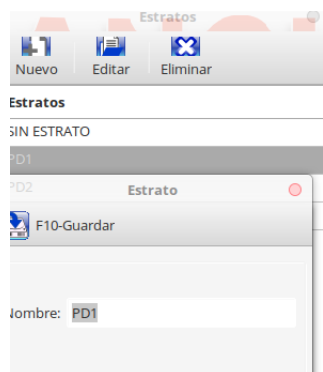 Estratos
Nuevo Editar Eliminar
Estratos
SIN ESTRATO
PD1
PD2
Estrato
F10-Guardar
Nombre: PD1